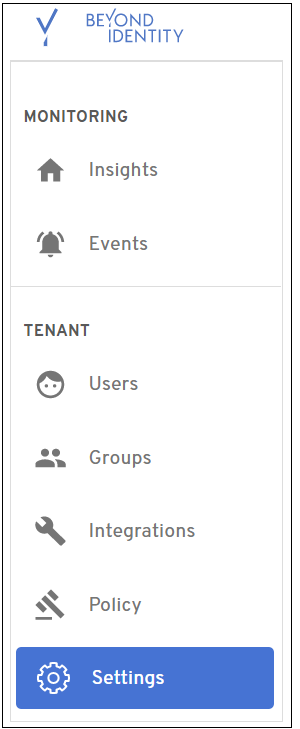 BEYOND
IDENTITY
MONITORING
Insights
Events
TENANT
Users
Groups
Integrations
Policy
Settings